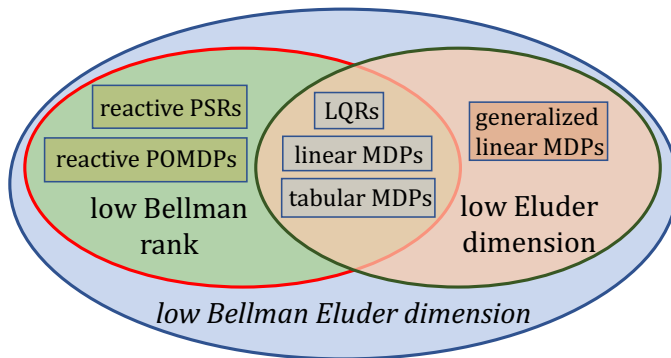 reactive PSRs
reactive POMDPs
low Bellman
rank
LQRs
linear MDPs
tabular MDPs
generalized
linear MDPs
low Eluder
dimension
low Bellman Eluder dimension